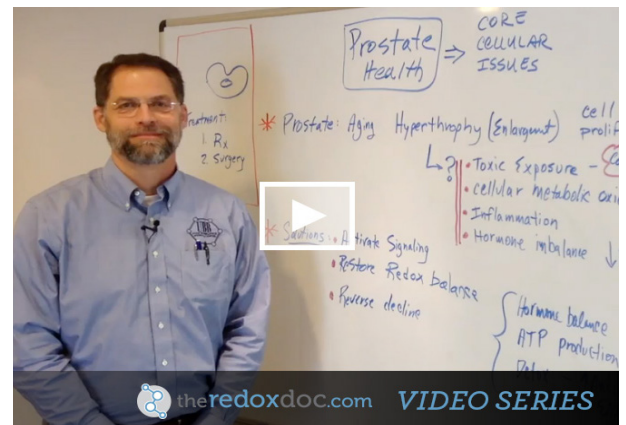 Prostate
Health
⇒ CORE
CELLULAR
ISSUES
Treatment:
1. Rx
2. Surgery
* Prostate: Aging Hyperthrophy (Enlargmt)
cell
prolif
↳?
• Toxic Exposure -
• cellular metabolic oxi
• Inflammation
• Hormone imbalance ↓
* Solutions: • Activate Signaling
• Restore Redox balance
• Reverse decline
Hormone balance
ATP production
theredoxdoc.com VIDEO SERIES